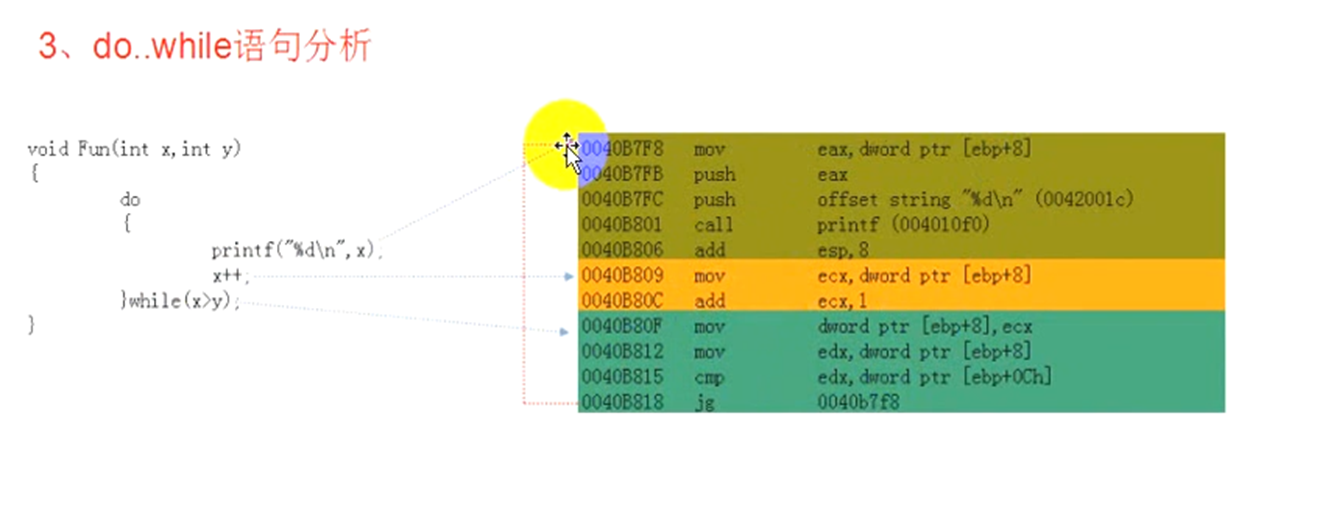 3、do..while语句分析
void Fun(int x,int y)
{
do
{
printf("%d\n",x);
x++;
}while(x>y);
}
0040B7F8 mov eax,dword ptr [ebp+8]
0040B7FB push eax
0040B7FC push offset string "%d\n" (0042001c)
0040B801 call printf (004010f0)
0040B806 add esp,8
0040B809 mov ecx,dword ptr [ebp+8]
0040B80C add ecx,1
0040B80F mov dword ptr [ebp+8],ecx
0040B812 mov edx,dword ptr [ebp+8]
0040B815 cmp edx,dword ptr [ebp+0Ch]
0040B818 jg 0040b7f8